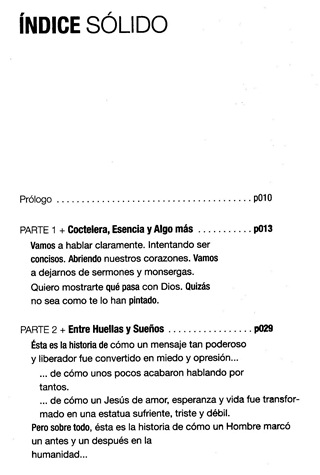 ÍNDICE SÓLIDO
Prólogo ..................................... p010
PARTE 1 + Coctelera, Esencia y Algo más ........... p013
Vamos a hablar claramente. Intentando ser
concisos. Abriendo nuestros corazones. Vamos
a dejarnos de sermones y monsergas.
Quiero mostrarte qué pasa con Dios. Quizás
no sea como te lo han pintado.
PARTE 2 + Entre Huellas y Sueños ................ p029
Ésta es la historia de cómo un mensaje tan poderoso
y liberador fue convertido en miedo y opresión...
... de cómo unos pocos acabaron hablando por
tantos.
... de cómo un Jesús de amor, esperanza y vida fue transfor-
mado en una estatua sufriente, triste y débil.
Pero sobre todo, ésta es la historia de cómo un Hombre marcó
un antes y un después en la
humanidad...